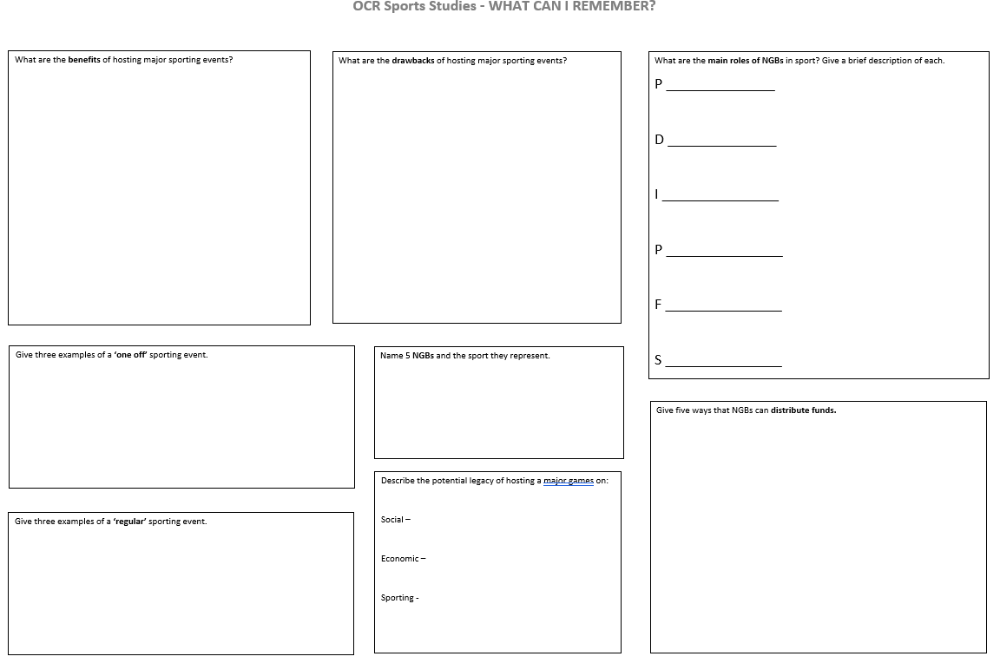 OCR Sports Studies - WHAT CAN I REMEMBER?
What are the benefits of hosting major sporting events?
What are the drawbacks of hosting major sporting events?
What are the main roles of NGBs in sport? Give a brief description of each.
P ______________
D ______________
I ______________
P ______________
F ______________
S ______________
Give three examples of a ‘one off’ sporting event.
Name 5 NGBs and the sport they represent.
Give five ways that NGBs can distribute funds.
Describe the potential legacy of hosting a major games on:
Social –
Economic –
Sporting -
Give three examples of a ‘regular’ sporting event.